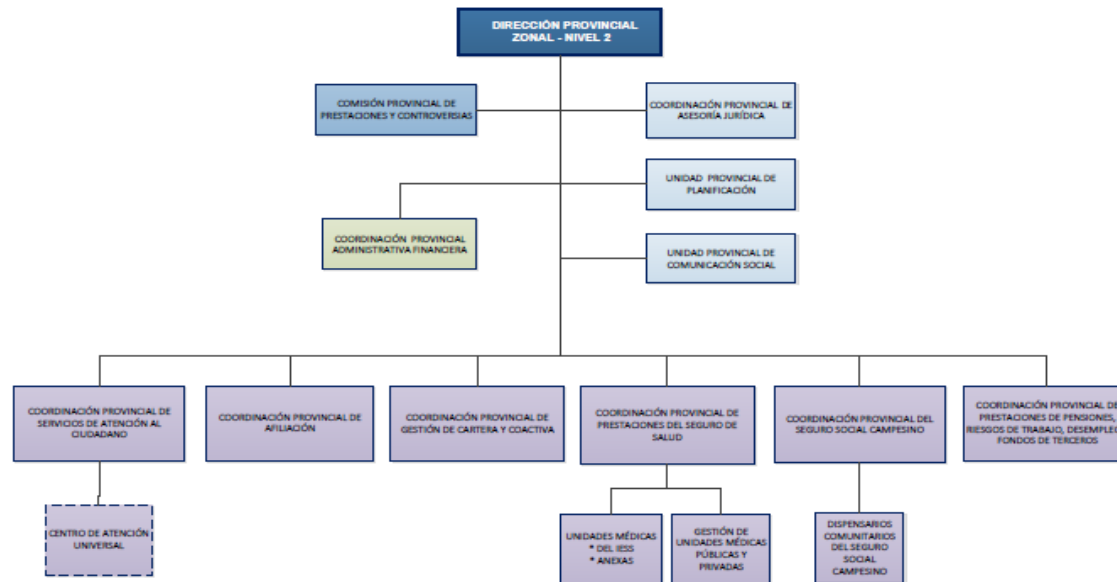 DIRECCIÓN PROVINCIAL
ZONAL - NIVEL 2
COMISIÓN PROVINCIAL DE
PRESTACIONES Y CONTROVERSIAS
COORDINACIÓN PROVINCIAL DE
ASESORÍA JURÍDICA
UNIDAD PROVINCIAL DE
PLANIFICACIÓN
COORDINACIÓN PROVINCIAL
ADMINISTRATIVA FINANCIERA
UNIDAD PROVINCIAL DE
COMUNICACIÓN SOCIAL
COORDINACIÓN PROVINCIAL DE
SERVICIOS DE ATENCIÓN AL
CIUDADANO
COORDINACIÓN PROVINCIAL DE
AFILIACIÓN
COORDINACIÓN PROVINCIAL DE
GESTIÓN DE CARTERA Y COACTIVA
COORDINACIÓN PROVINCIAL DE
PRESTACIONES DEL SEGURO DE
SALUD
COORDINACIÓN PROVINCIAL DEL
SEGURO SOCIAL CAMPESINO
COORDINACIÓN PROVINCIAL DE
PRESTACIONES DE PENSIONES,
RIESGOS DE TRABAJO, DESEMPLEO,
FONDOS DE TERCEROS
CENTRO DE ATENCIÓN
UNIVERSAL
UNIDADES MÉDICAS
* DEL IESS
* ANEXAS
GESTIÓN DE
UNIDADES MÉDICAS
PÚBLICAS Y
PRIVADAS
DISPENSARIOS
COMUNITARIOS
DEL SEGURO
SOCIAL
CAMPESINO